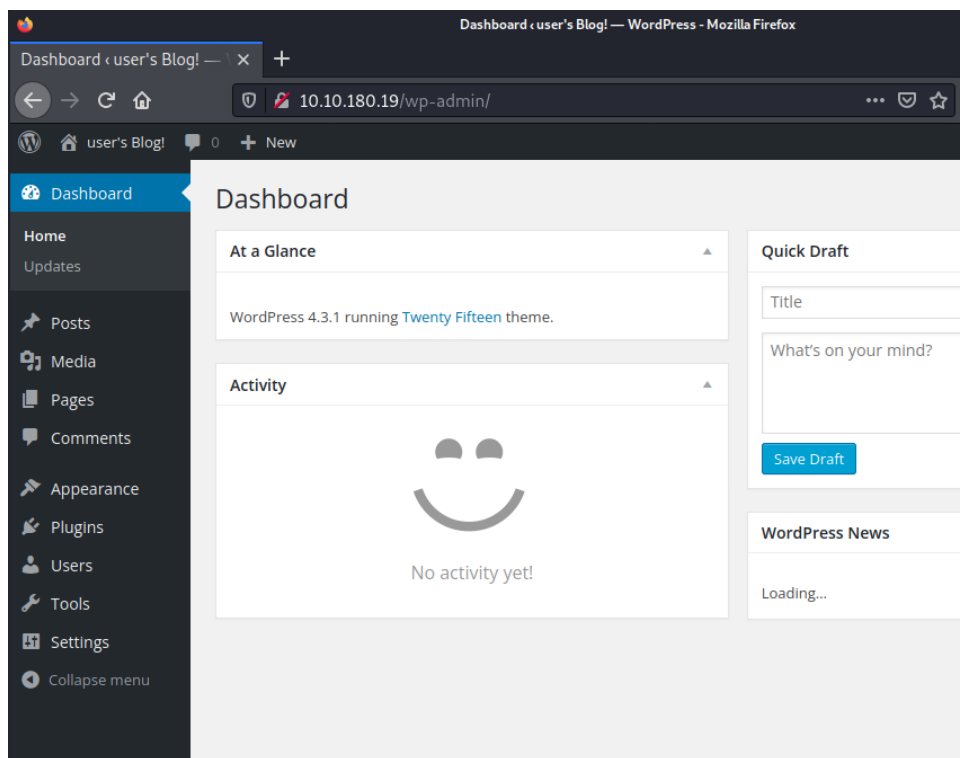 Dashboard ‹ user's Blog! — WordPress - Mozilla Firefox
Dashboard ‹ user's Blog! —
10.10.180.19/wp-admin/
user's Blog! 0 New
Dashboard
Home
Updates
Posts
Media
Pages
Comments
Appearance
Plugins
Users
Tools
Settings
Collapse menu
Dashboard
At a Glance
WordPress 4.3.1 running Twenty Fifteen theme.
Activity
No activity yet!
Quick Draft
Title
What's on your mind?
Save Draft
WordPress News
Loading...